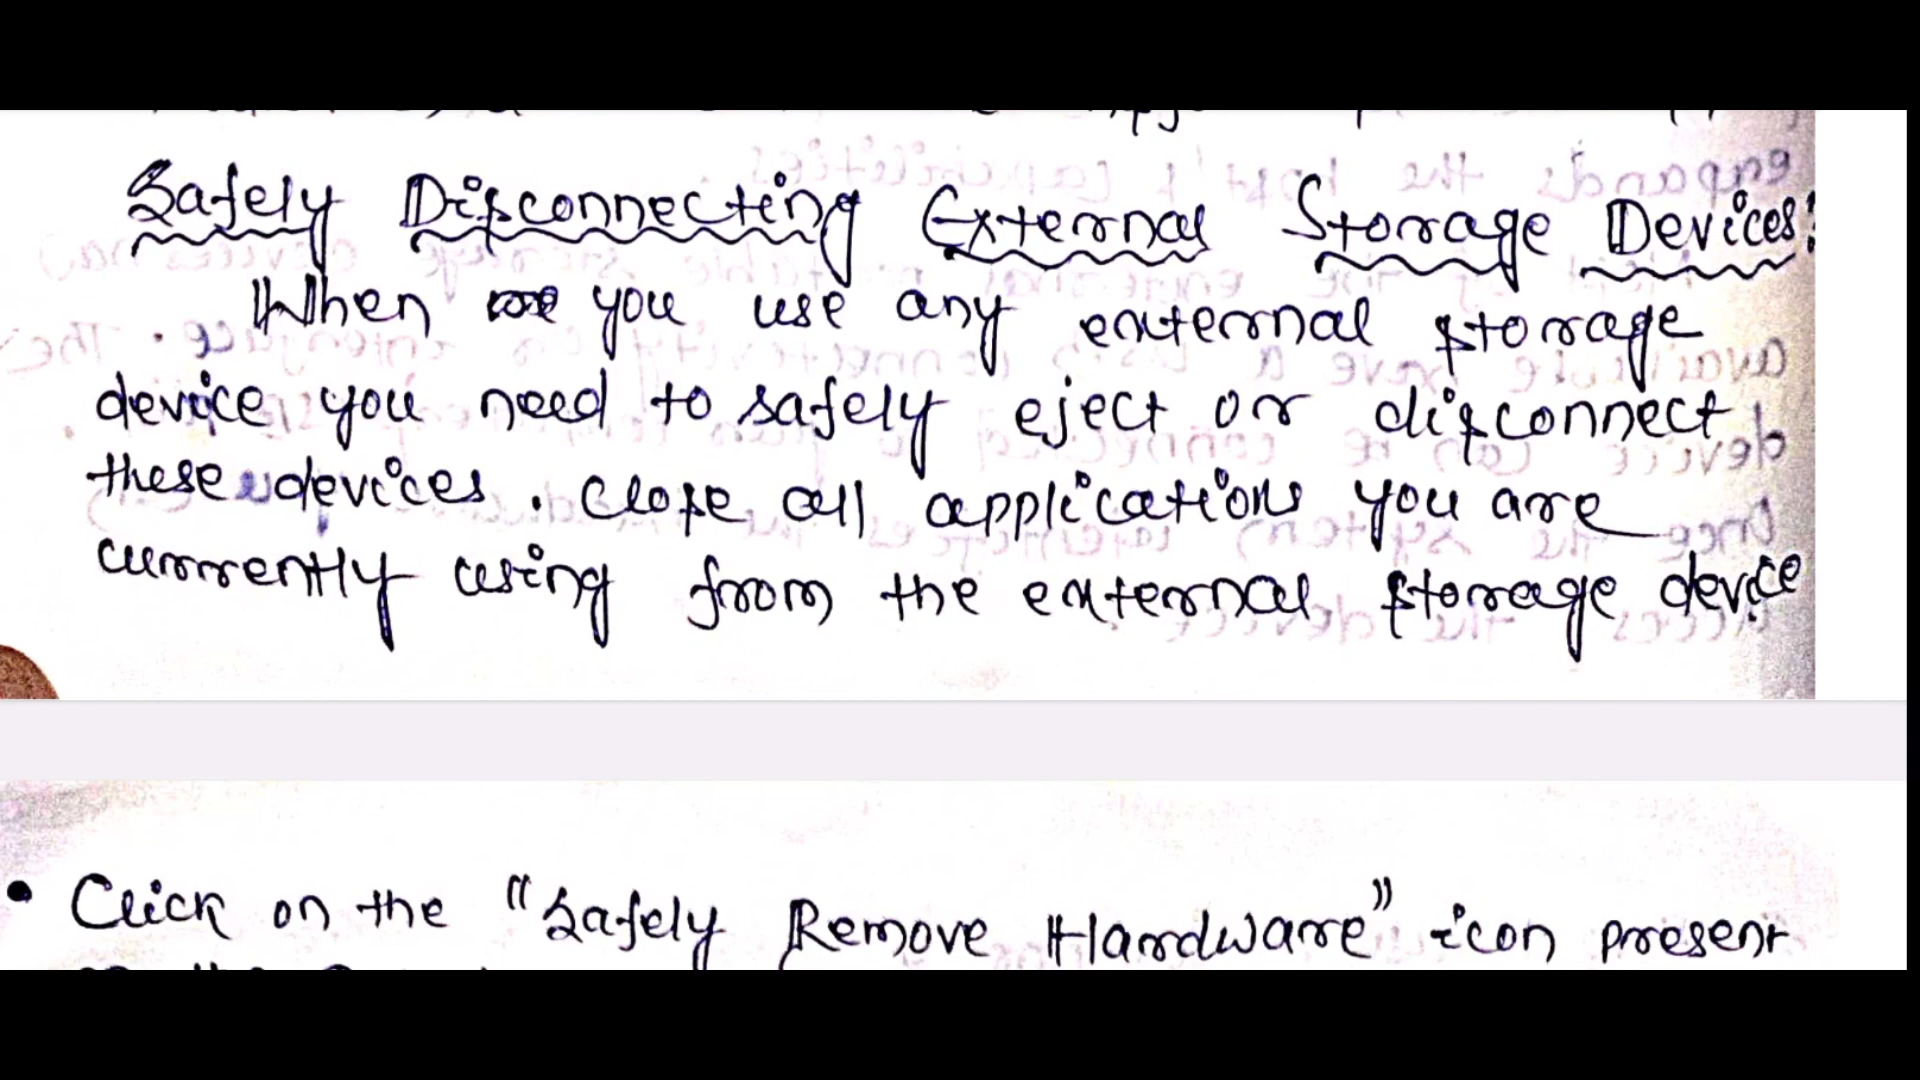 Safely Disconnecting External Storage Devices:
When you use any external storage
device you need to safely eject or disconnect
these devices. Close all applications you are
currently using from the external storage device
• Click on the "Safely Remove Hardware" icon present